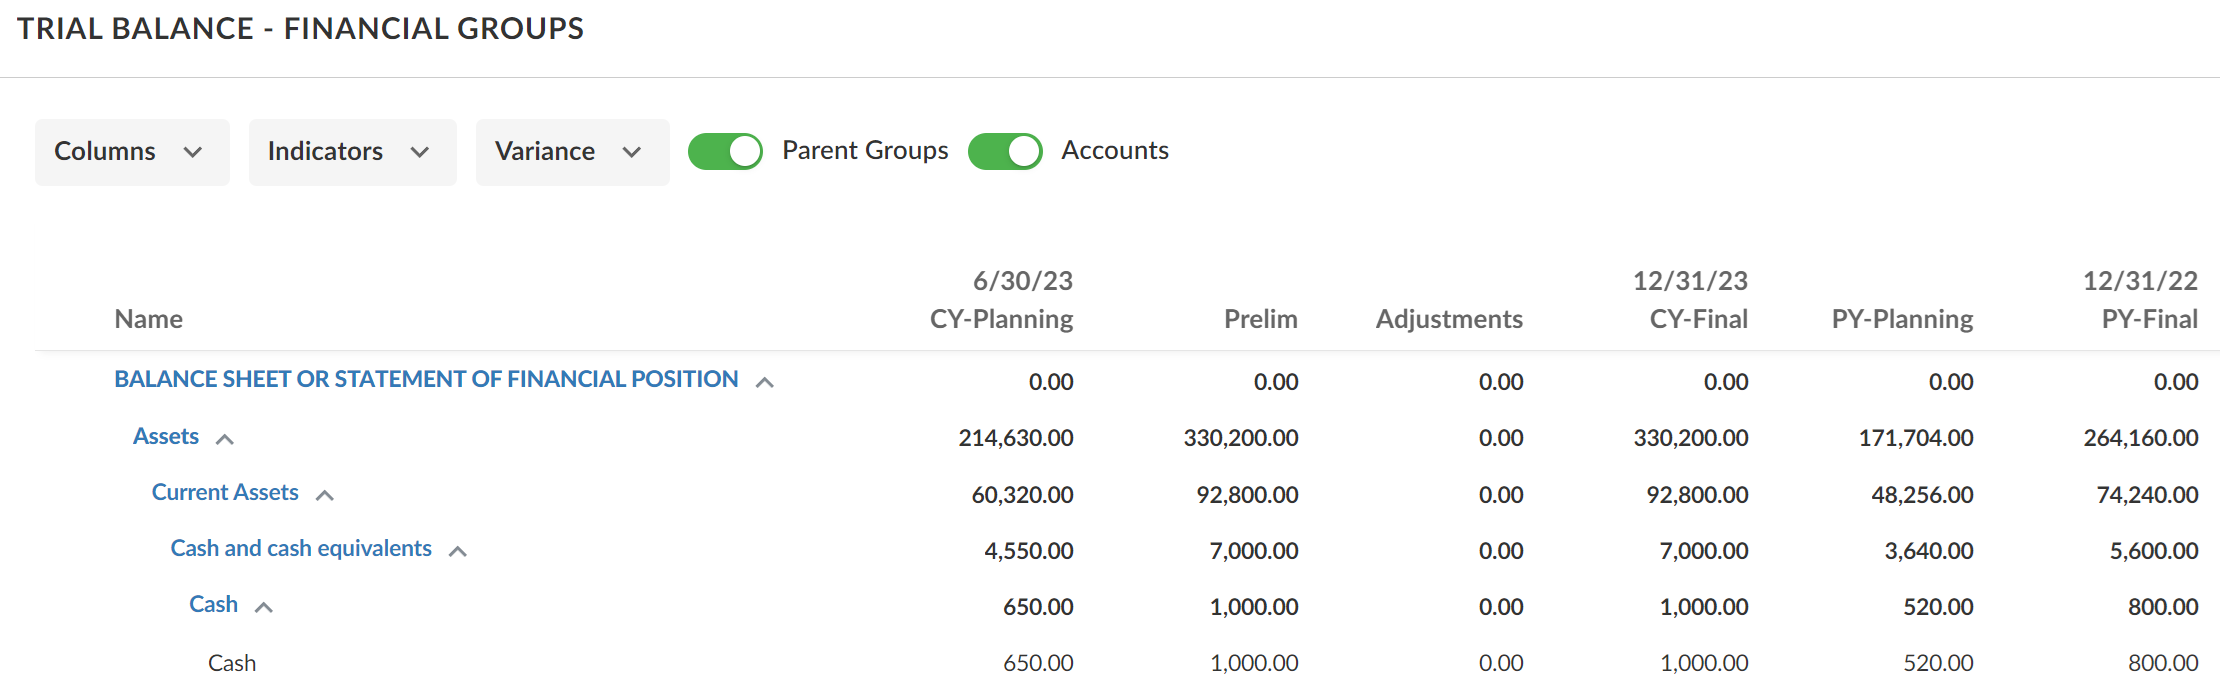 TRIAL BALANCE - FINANCIAL GROUPS
Columns Indicators Variance Parent Groups Accounts
6/30/23 12/31/23 12/31/22
Name CY-Planning Prelim Adjustments CY-Final PY-Planning PY-Final
BALANCE SHEET OR STATEMENT OF FINANCIAL POSITION 0.00 0.00 0.00 0.00 0.00 0.00
Assets 214,630.00 330,200.00 0.00 330,200.00 171,704.00 264,160.00
Current Assets 60,320.00 92,800.00 0.00 92,800.00 48,256.00 74,240.00
Cash and cash equivalents 4,550.00 7,000.00 0.00 7,000.00 3,640.00 5,600.00
Cash 650.00 1,000.00 0.00 1,000.00 520.00 800.00
Cash 650.00 1,000.00 0.00 1,000.00 520.00 800.00